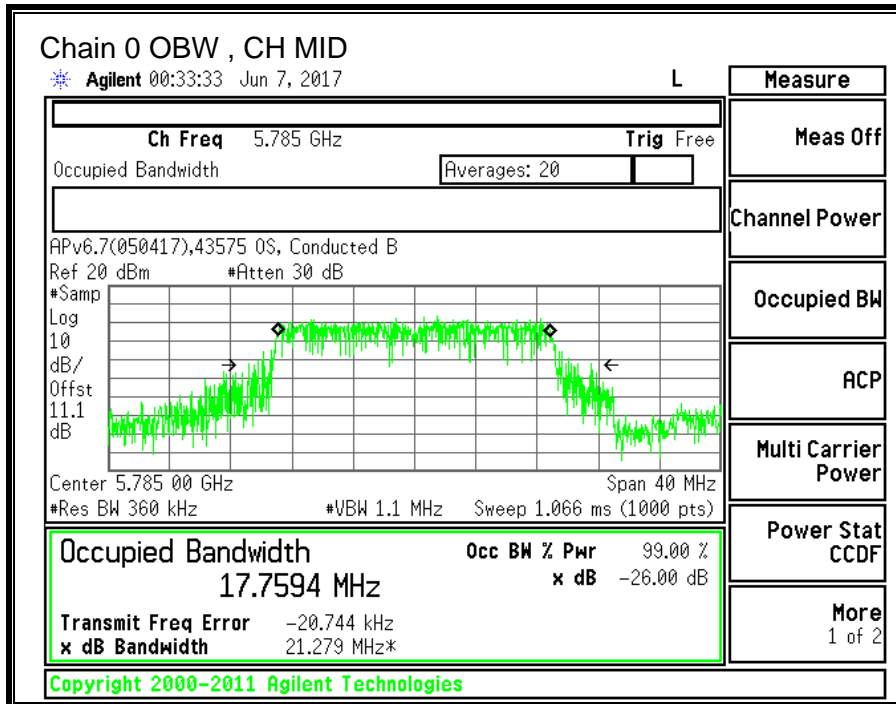 Chain 0 OBW , CH MID
Agilent 00:33:33 Jun 7, 2017 L
Measure
Ch Freq 5.785 GHz Trig Free
Meas Off
Occupied Bandwidth Averages: 20
Channel Power
APv6.7(050417),43575 OS, Conducted B
Ref 20 dBm #Atten 30 dB
#Samp
Log
10
dB/
Offst
11.1
dB
Occupied BW
ACP
Center 5.785 00 GHz Span 40 MHz
#Res BW 360 kHz #VBW 1.1 MHz Sweep 1.066 ms (1000 pts)
Multi Carrier
Power
Occupied Bandwidth Occ BW % Pwr 99.00 %
17.7594 MHz x dB -26.00 dB
Transmit Freq Error -20.744 kHz
x dB Bandwidth 21.279 MHz*
Power Stat
CCDF
More
1 of 2
Copyright 2000-2011 Agilent Technologies